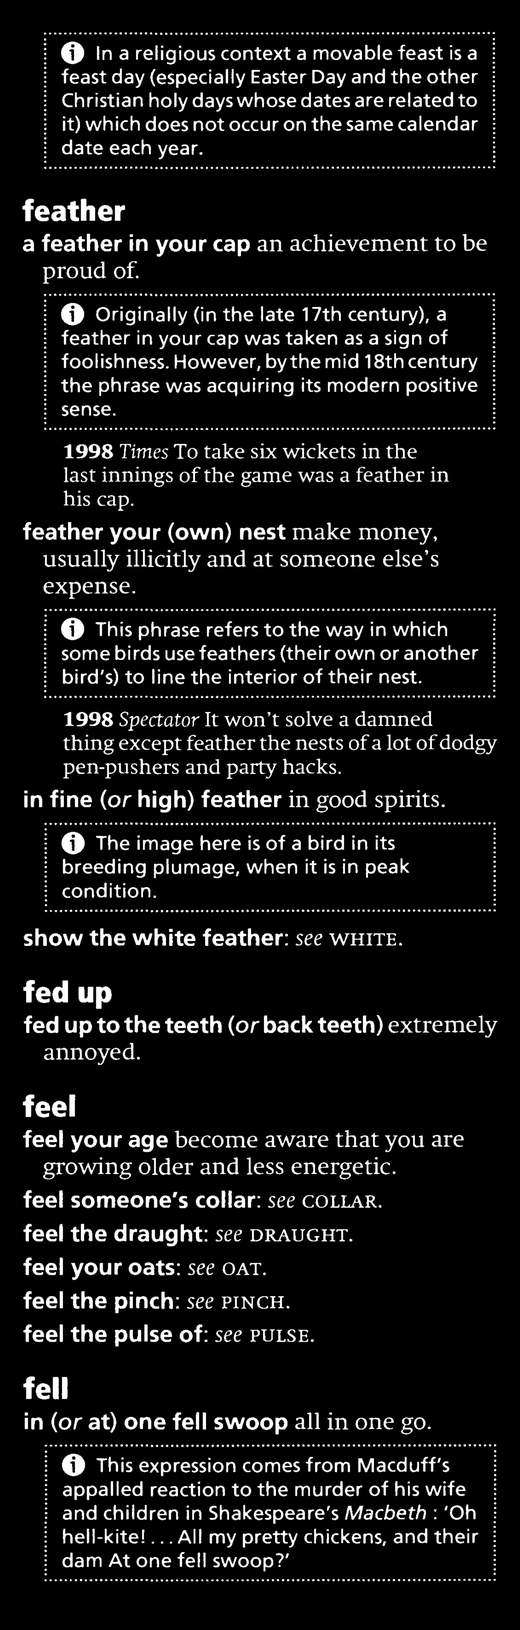 In a religious context a movable feast is a
feast day (especially Easter Day and the other
Christian holy days whose dates are related to
it) which does not occur on the same calendar
date each year.
feather
a feather in your cap an achievement to be
proud of.
Originally (in the late 17th century), a
feather in your cap was taken as a sign of
foolishness. However, by the mid 18th century
the phrase was acquiring its modern positive
sense.
1998 Times To take six wickets in the
last innings of the game was a feather in
his cap.
feather your (own) nest make money,
usually illicitly and at someone else's
expense.
This phrase refers to the way in which
some birds use feathers (their own or another
bird's) to line the interior of their nest.
1998 Spectator It won't solve a damned
thing except feather the nests of a lot of dodgy
pen-pushers and party hacks.
in fine (or high) feather in good spirits.
The image here is of a bird in its
breeding plumage, when it is in peak
condition.
show the white feather: see WHITE.
fed up
fed up to the teeth (or back teeth) extremely
annoyed.
feel
feel your age become aware that you are
growing older and less energetic.
feel someone's collar: see COLLAR.
feel the draught: see DRAUGHT.
feel your oats: see OAT.
feel the pinch: see PINCH.
feel the pulse of: see PULSE.
fell
in (or at) one fell swoop all in one go.
This expression comes from Macduff's
appalled reaction to the murder of his wife
and children in Shakespeare's Macbeth : 'Oh
hell-kite! ... All my pretty chickens, and their
dam At one fell swoop?'